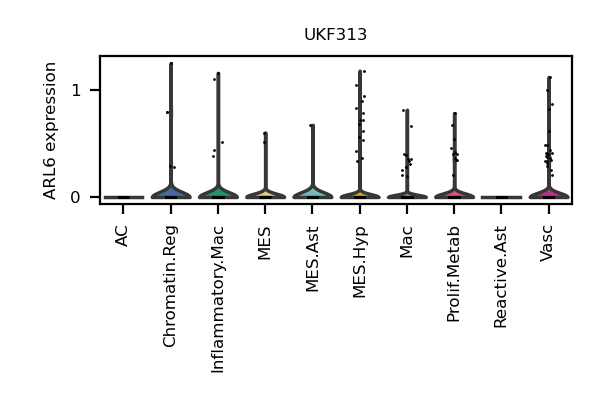 UKF313
ARL6 expression
1
0
AC
Chromatin.Reg
Inflammatory.Mac
MES
MES.Ast
MES.Hyp
Mac
Prolif.Metab
Reactive.Ast
Vasc